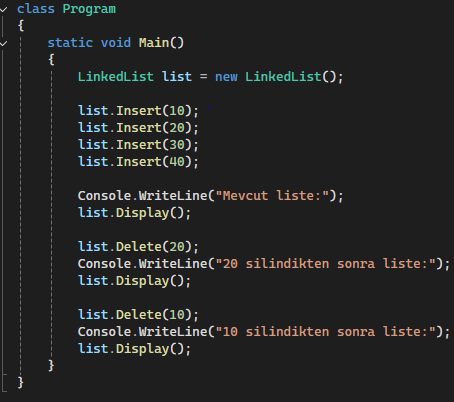 class Program
{
    static void Main()
    {
        LinkedList list = new LinkedList();

        list.Insert(10);
        list.Insert(20);
        list.Insert(30);
        list.Insert(40);

        Console.WriteLine("Mevcut liste:");
        list.Display();

        list.Delete(20);
        Console.WriteLine("20 silindikten sonra liste:");
        list.Display();

        list.Delete(10);
        Console.WriteLine("10 silindikten sonra liste:");
        list.Display();
    }
}